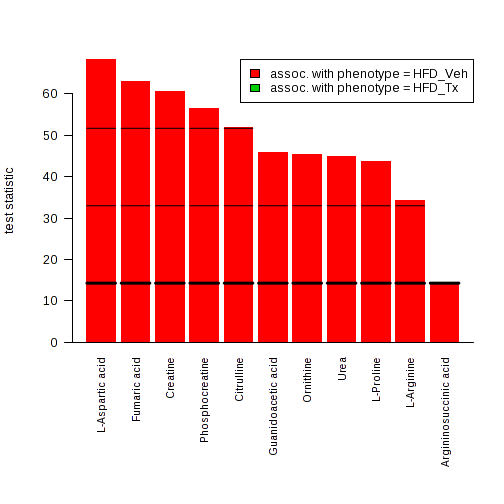 assoc. with phenotype = HFD_Veh
assoc. with phenotype = HFD_Tx
test statistic
60
50
40
30
20
10
0
L-Aspartic acid
Fumaric acid
Creatine
Phosphocreatine
Citrulline
Guanidoacetic acid
Ornithine
Urea
L-Proline
L-Arginine
Argininosuccinic acid